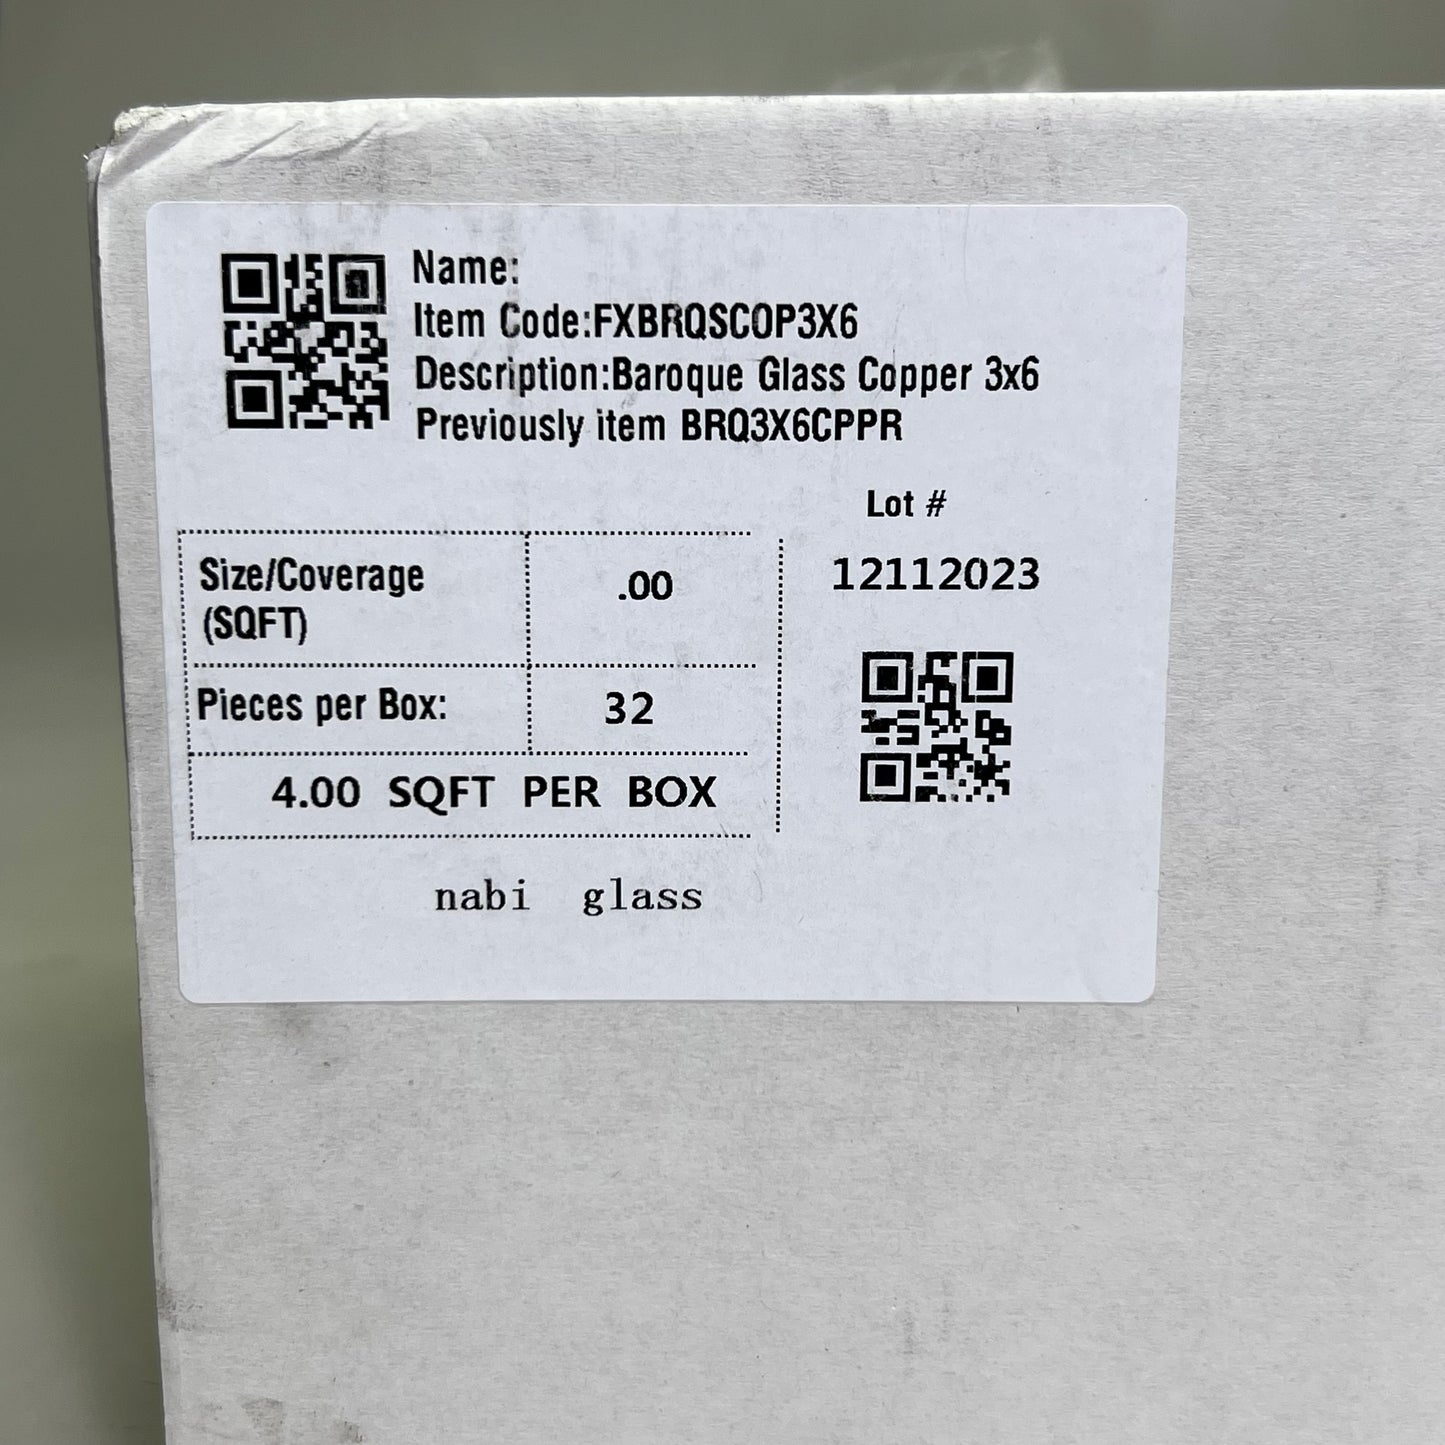 Name:
Item Code:FXBRQSCOP3X6
Description:Baroque Glass Copper 3x6
Previously item BRQ3X6CPPR
Lot #
12112023
Size/Coverage
(SQFT)
.00
Pieces per Box:
32
4.00 SQFT PER BOX
nabi glass